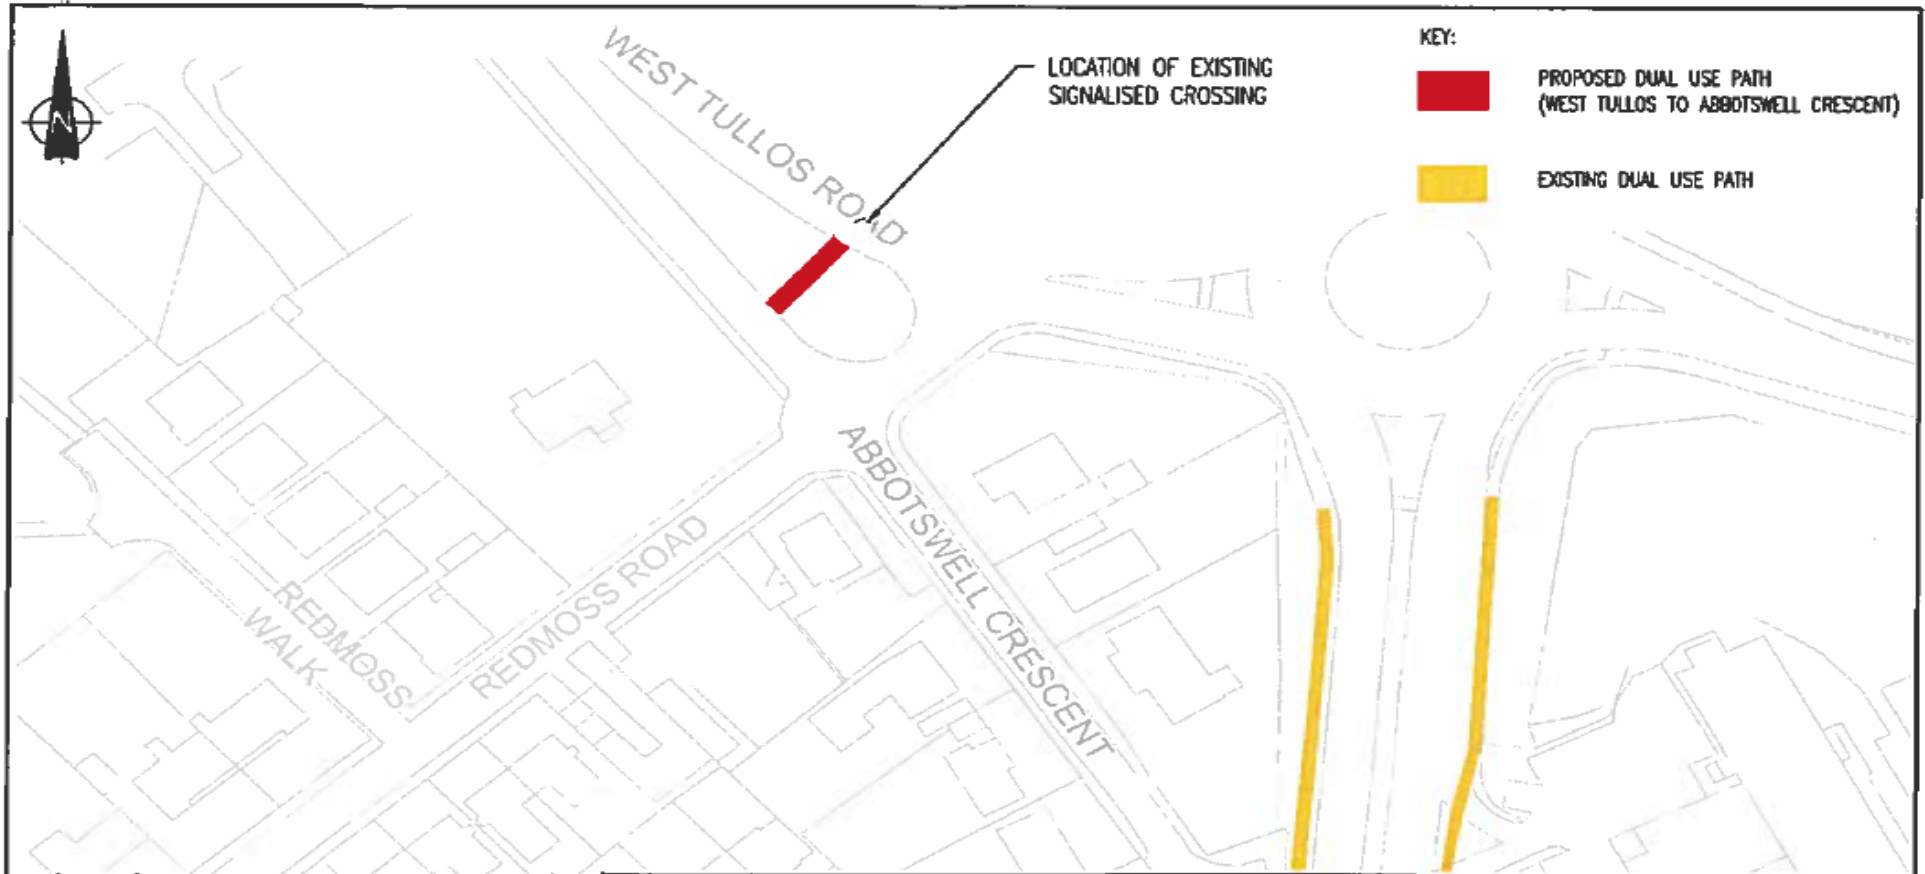 N
WEST TULLOS ROAD
LOCATION OF EXISTING
SIGNALISED CROSSING
KEY:
PROPOSED DUAL USE PATH
(WEST TULLOS TO ABBOTSWELL CRESCENT)
EXISTING DUAL USE PATH
ABBOTSWELL CRESCENT
REDMOSS ROAD
REDMOSS
WALK